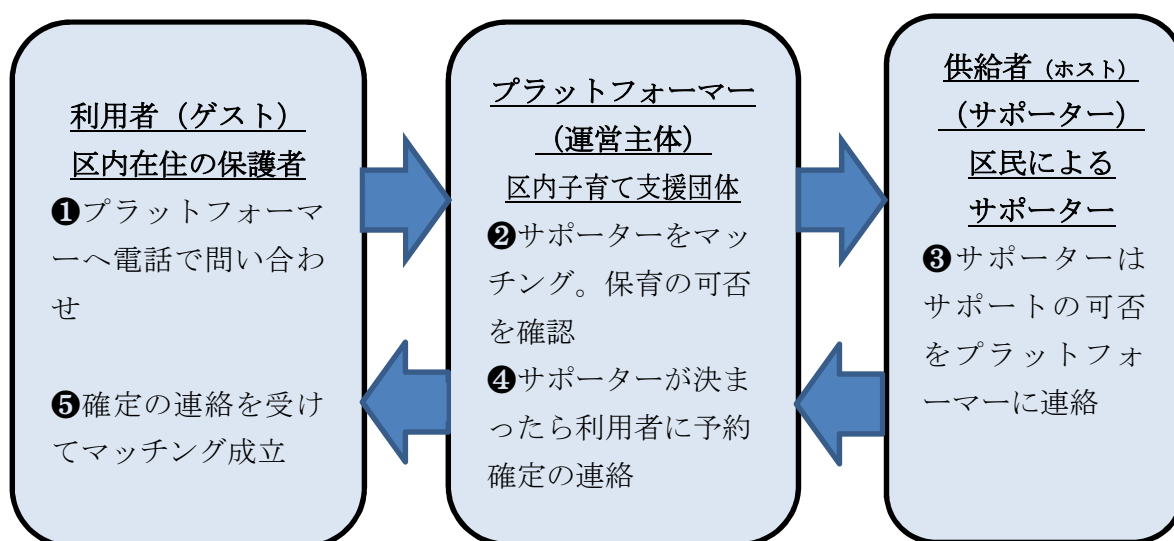 利用者（ゲスト）
区内在住の保護者
❶プラットフォーマ
ーへ電話で問い合わ
せ
❺確定の連絡を受け
てマッチング成立
プラットフォーマー
（運営主体）
区内子育て支援団体
❷サポーターをマッ
チング。保育の可否
を確認
❹サポーターが決ま
ったら利用者に予約
確定の連絡
供給者（ホスト）
（サポーター）
区民による
サポーター
❸サポーターは
サポートの可否
をプラットフォ
ーマーに連絡